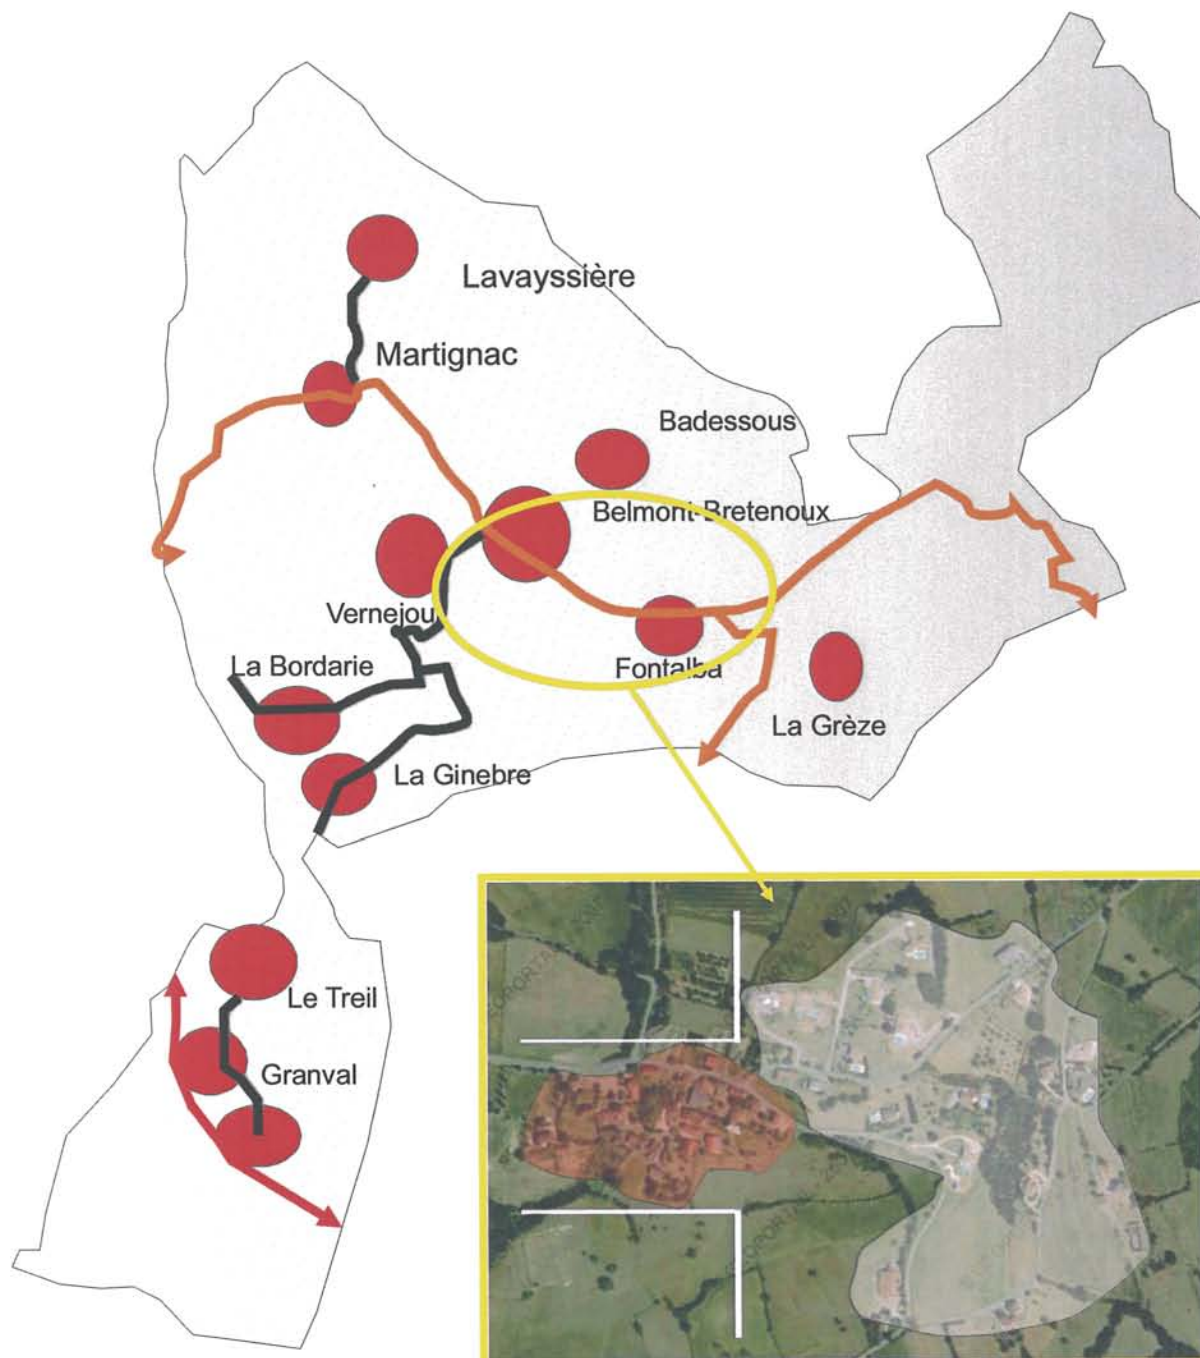 Lavayssière
Martignac
Badessous
Belmont-Bretenoux
Vernejou
La Bordarie
Fontalba
La Grèze
La Ginebre
Le Treil
Granval